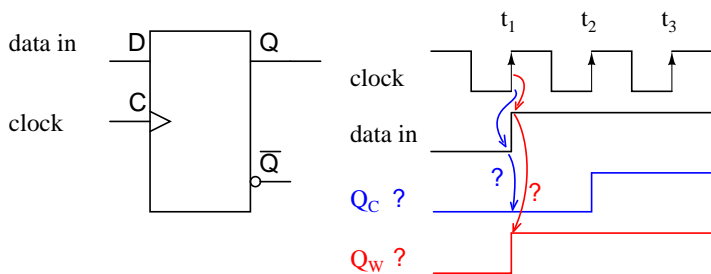 data in
D
Q
C
clock
Q
t1
t2
t3
clock
data in
?
?
QC ?
QW ?